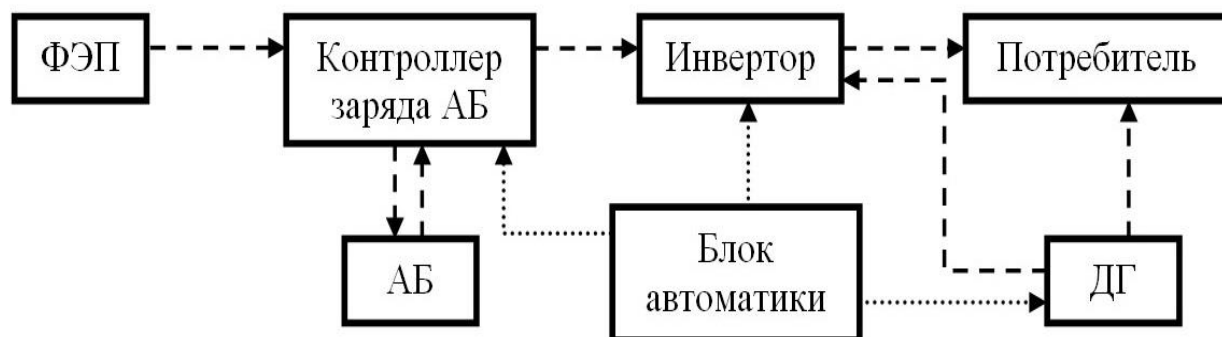 ФЭП
Контроллер
заряда АБ
Инвертор
Потребитель
АБ
Блок
автоматики
ДГ